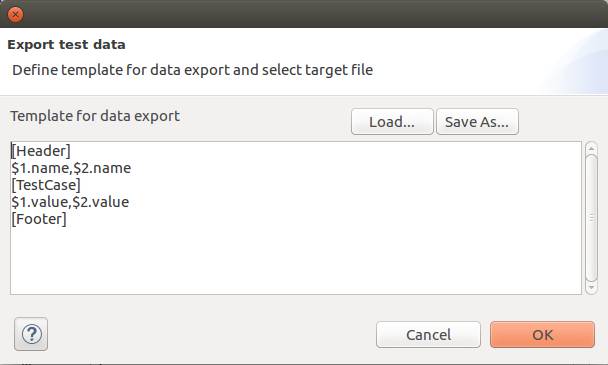 Export test data
Define template for data export and select target file
Template for data export
Load...
Save As...
[Header]
$1.name,$2.name
[TestCase]
$1.value,$2.value
[Footer]
?
Cancel
OK